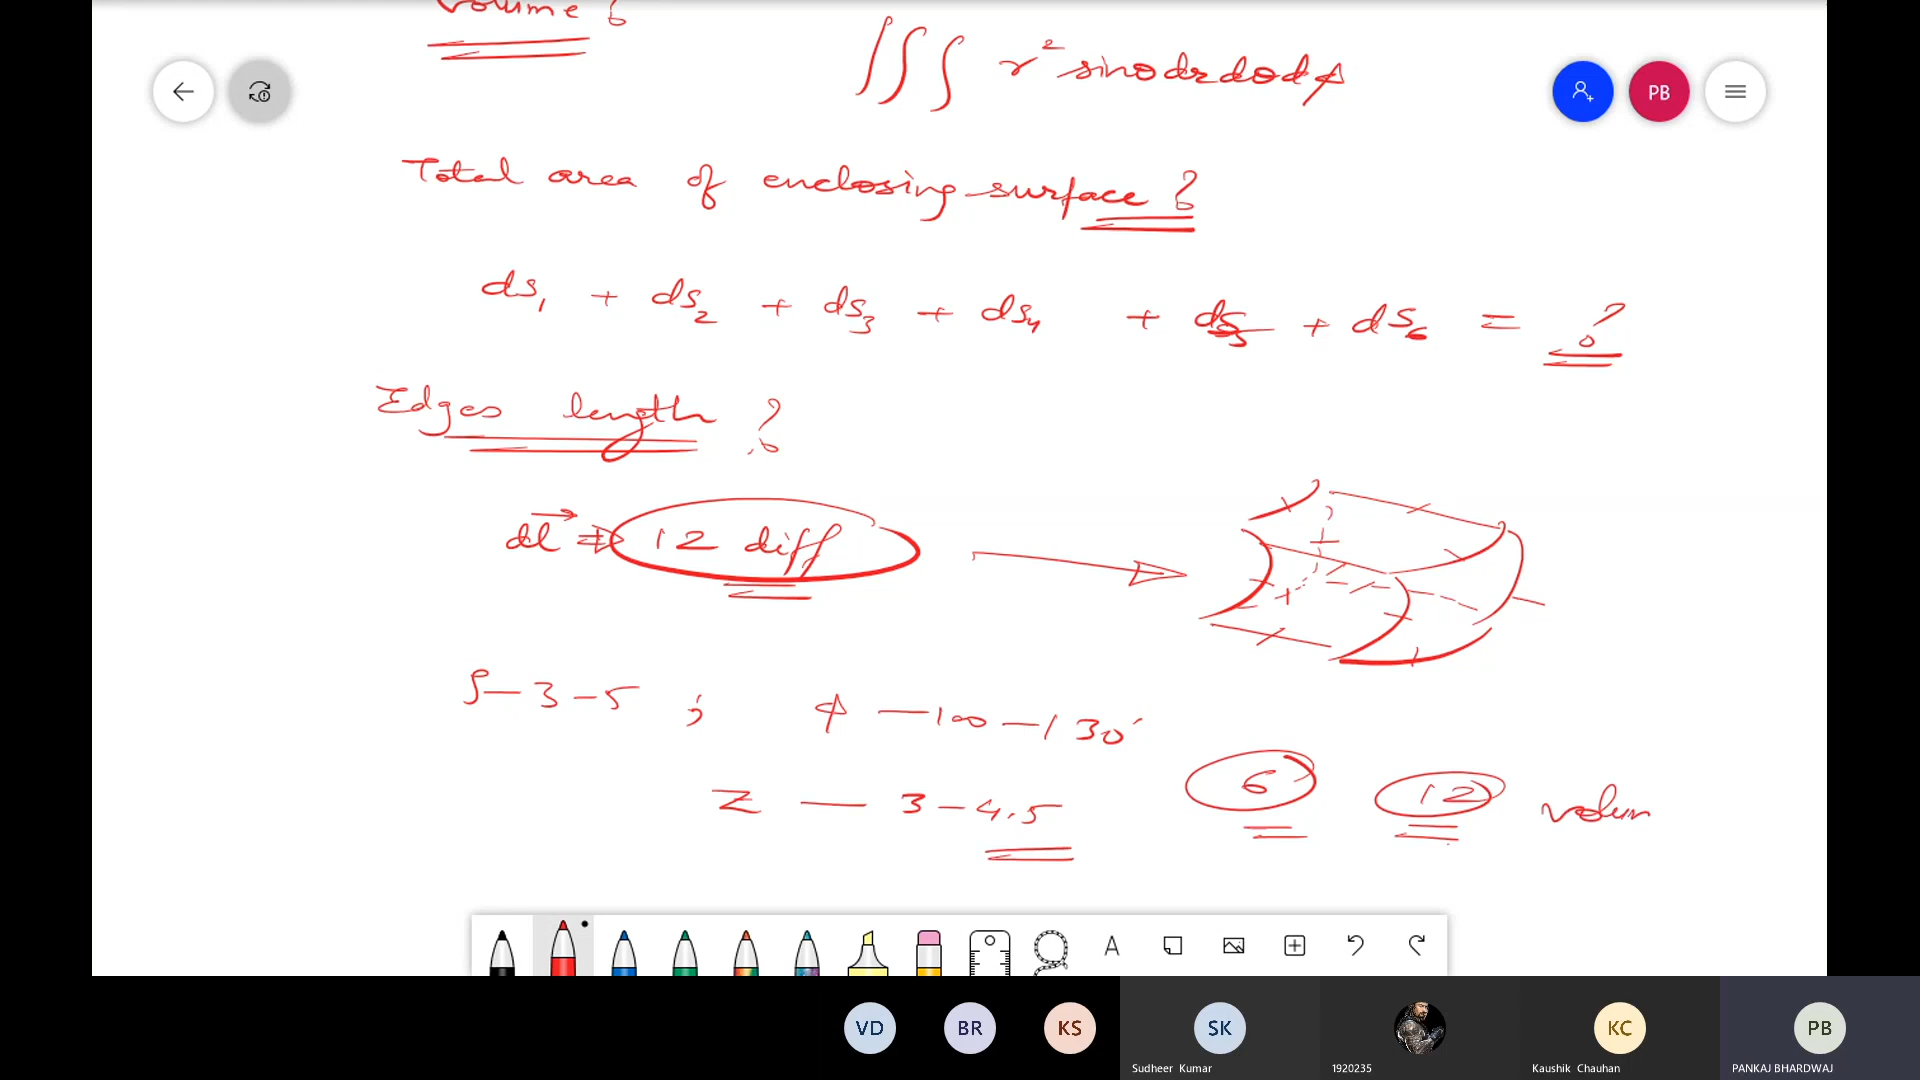 Volume ?
∫∫∫ r² sinθ dr dθ dϕ
PB
Total area of enclosing surface ?
ds₁ + ds₂ + ds₃ + ds₄ + ds₅ + ds₆ = ?
Edges length ?
dl ⇒ 12 diff
ρ – 3 – 5 ; ϕ – 100 – 130°
z — 3 – 4.5 6 12 volum
A
VD BR KS SK KC PB
Sudheer Kumar 1920235 Kaushik Chauhan PANKAJ BHARDWAJ